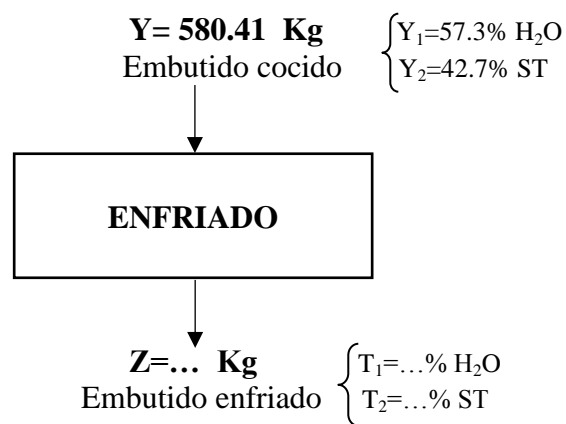 Y= 580.41 Kg
Embutido cocido
Y₁=57.3% H₂O
Y₂=42.7% ST
ENFRIADO
Z=… Kg
Embutido enfriado
T₁=…% H₂O
T₂=…% ST